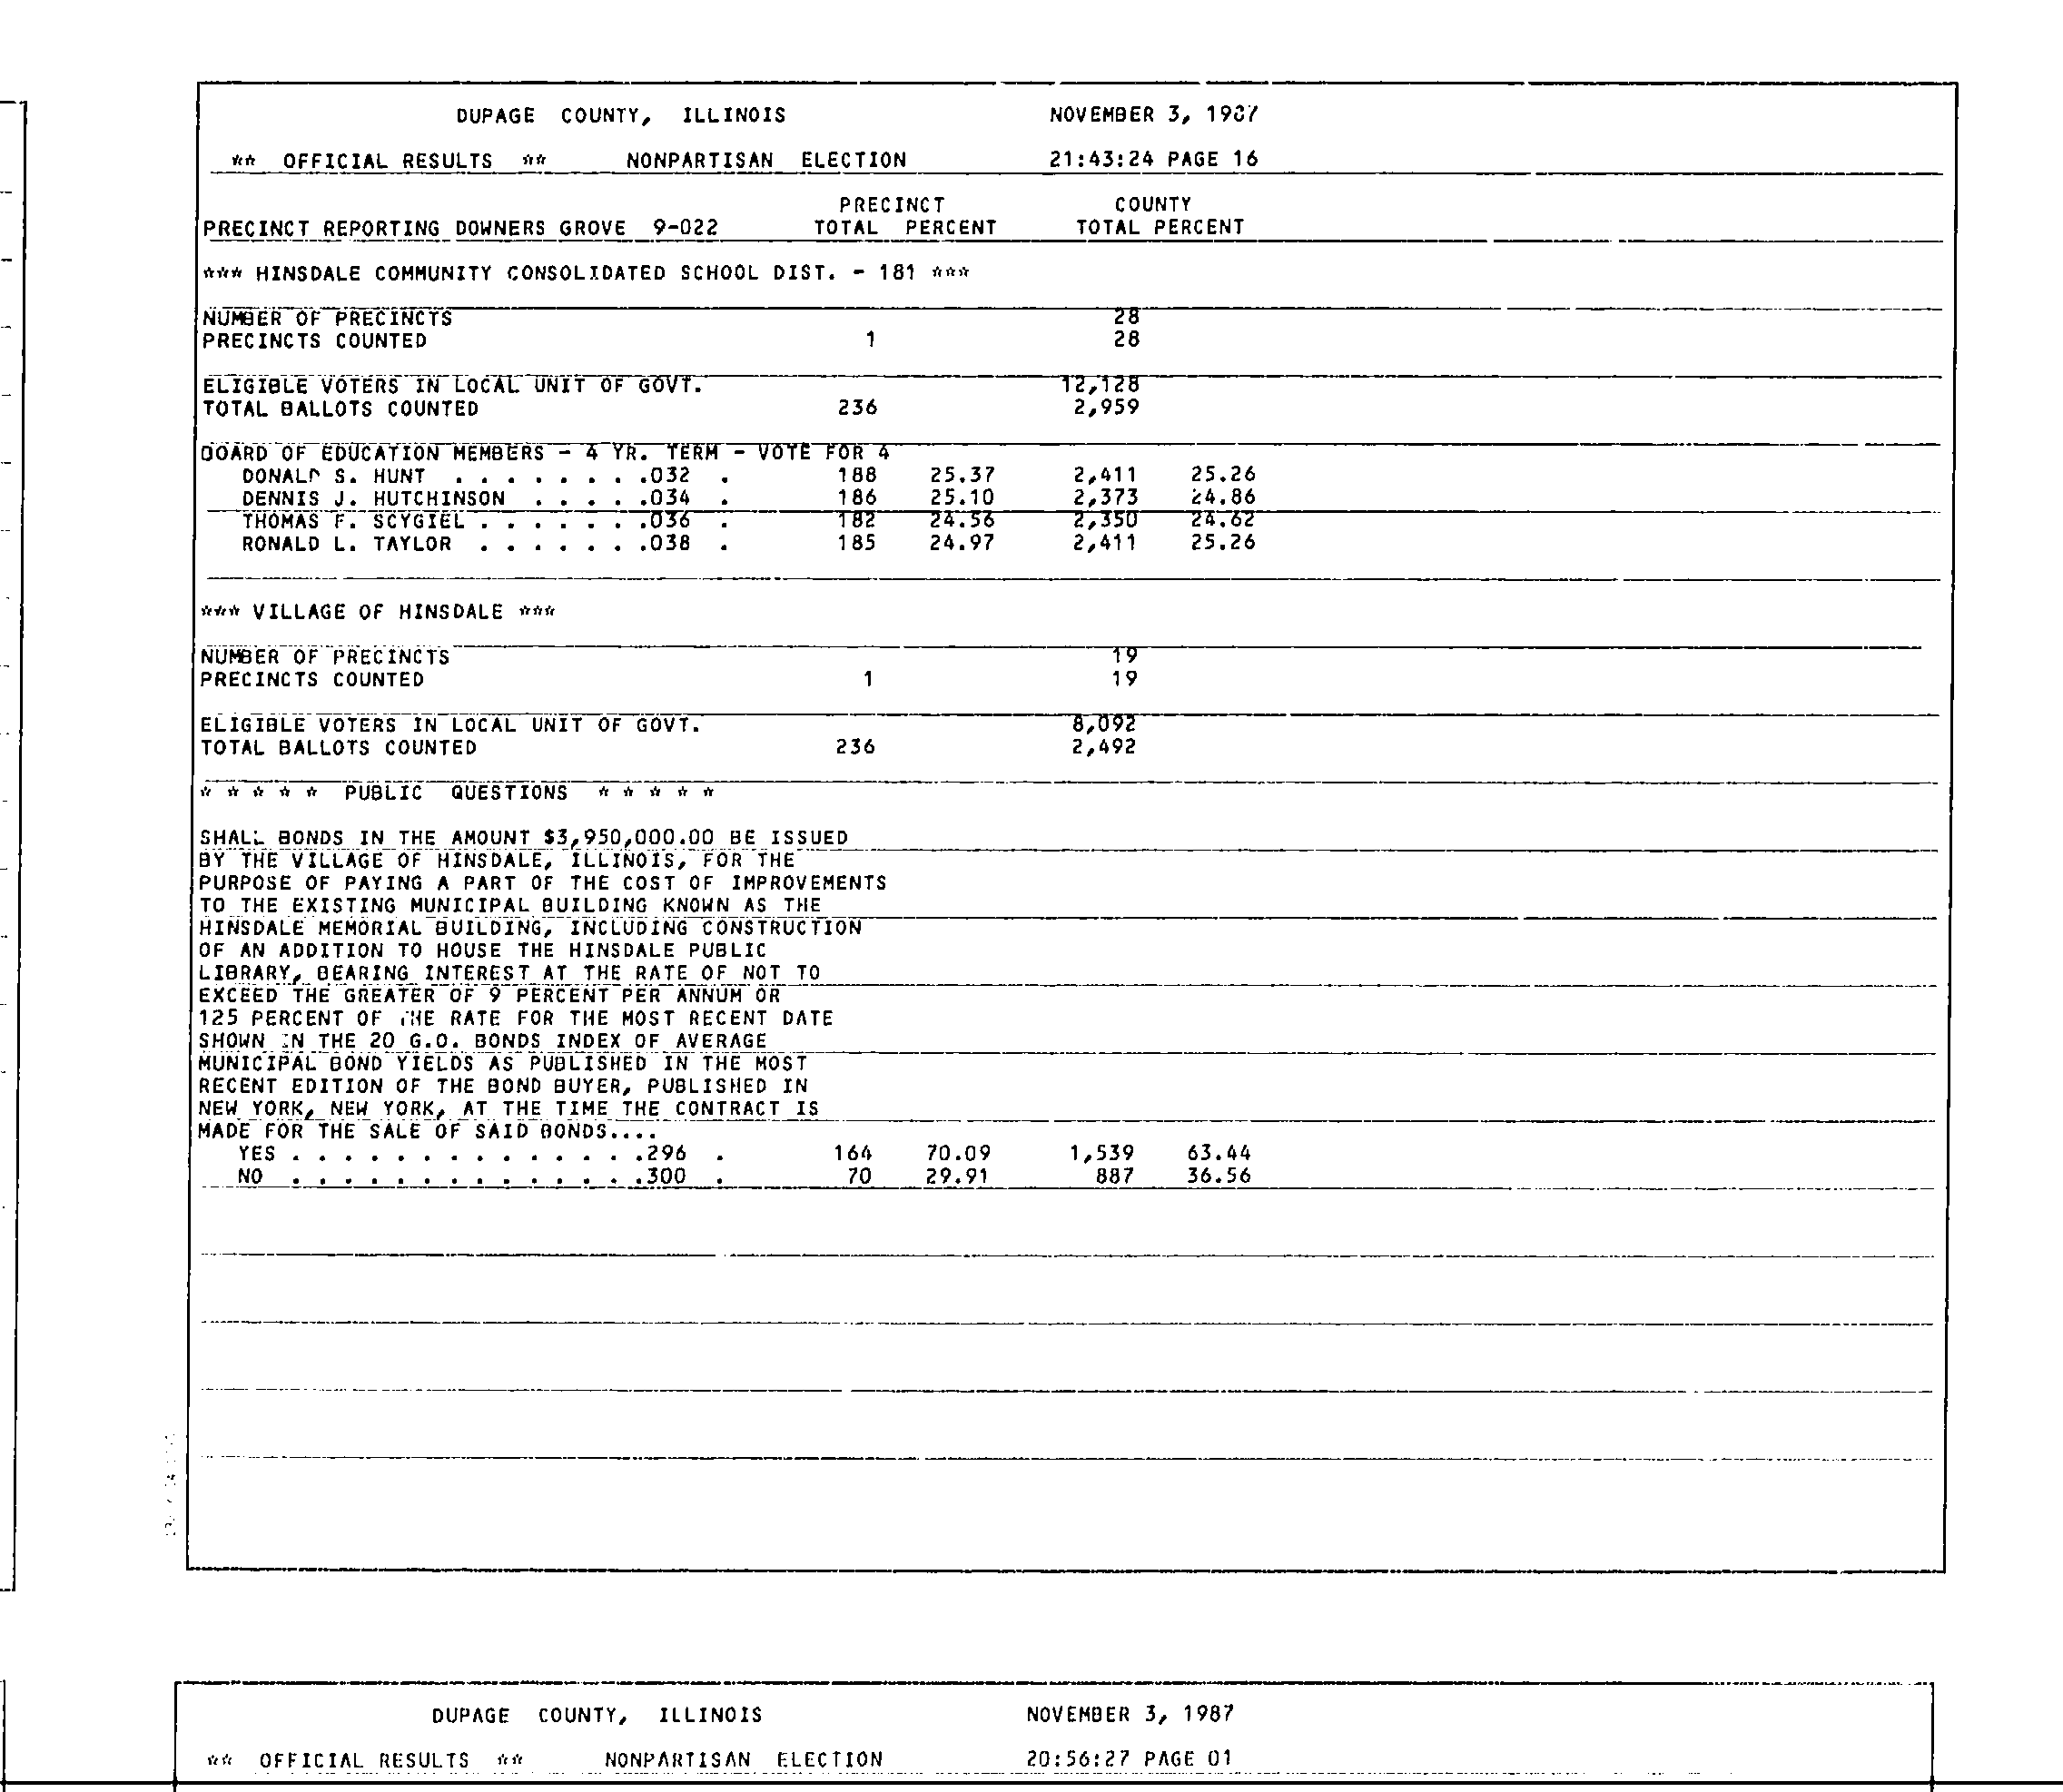 DUPAGE COUNTY, ILLINOIS NOVEMBER 3, 1987
** OFFICIAL RESULTS ** NONPARTISAN ELECTION 21:43:24 PAGE 16
PRECINCT COUNTY
PRECINCT REPORTING DOWNERS GROVE 9-022 TOTAL PERCENT TOTAL PERCENT
*** HINSDALE COMMUNITY CONSOLIDATED SCHOOL DIST. - 181 ***
NUMBER OF PRECINCTS 28
PRECINCTS COUNTED 1 28
ELIGIBLE VOTERS IN LOCAL UNIT OF GOVT. 12,128
TOTAL BALLOTS COUNTED 236 2,959
BOARD OF EDUCATION MEMBERS - 4 YR. TERM - VOTE FOR 4
DONALD S. HUNT . . . . . . . .032 . 188 25.37 2,411 25.26
DENNIS J. HUTCHINSON . . . . .034 . 186 25.10 2,373 24.86
THOMAS F. SCYGIEL . . . . . . .036 . 182 24.56 2,350 24.62
RONALD L. TAYLOR . . . . . . .038 . 185 24.97 2,411 25.26
*** VILLAGE OF HINSDALE ***
NUMBER OF PRECINCTS 19
PRECINCTS COUNTED 1 19
ELIGIBLE VOTERS IN LOCAL UNIT OF GOVT. 8,092
TOTAL BALLOTS COUNTED 236 2,492
* * * * * PUBLIC QUESTIONS * * * * *
SHALL BONDS IN THE AMOUNT $3,950,000.00 BE ISSUED
BY THE VILLAGE OF HINSDALE, ILLINOIS, FOR THE
PURPOSE OF PAYING A PART OF THE COST OF IMPROVEMENTS
TO THE EXISTING MUNICIPAL BUILDING KNOWN AS THE
HINSDALE MEMORIAL BUILDING, INCLUDING CONSTRUCTION
OF AN ADDITION TO HOUSE THE HINSDALE PUBLIC
LIBRARY, BEARING INTEREST AT THE RATE OF NOT TO
EXCEED THE GREATER OF 9 PERCENT PER ANNUM OR
125 PERCENT OF THE RATE FOR THE MOST RECENT DATE
SHOWN IN THE 20 G.O. BONDS INDEX OF AVERAGE
MUNICIPAL BOND YIELDS AS PUBLISHED IN THE MOST
RECENT EDITION OF THE BOND BUYER, PUBLISHED IN
NEW YORK, NEW YORK, AT THE TIME THE CONTRACT IS
MADE FOR THE SALE OF SAID BONDS....
YES . . . . . . . . . . . . . .296 . 164 70.09 1,539 63.44
NO . . . . . . . . . . . . . .300 . 70 29.91 887 36.56
DUPAGE COUNTY, ILLINOIS NOVEMBER 3, 1987
** OFFICIAL RESULTS ** NONPARTISAN ELECTION 20:56:27 PAGE 01